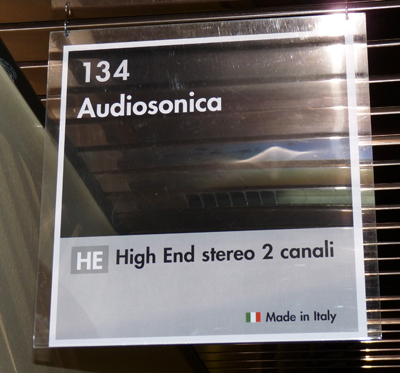 134
Audiosonica
HE High End stereo 2 canali
Made in Italy